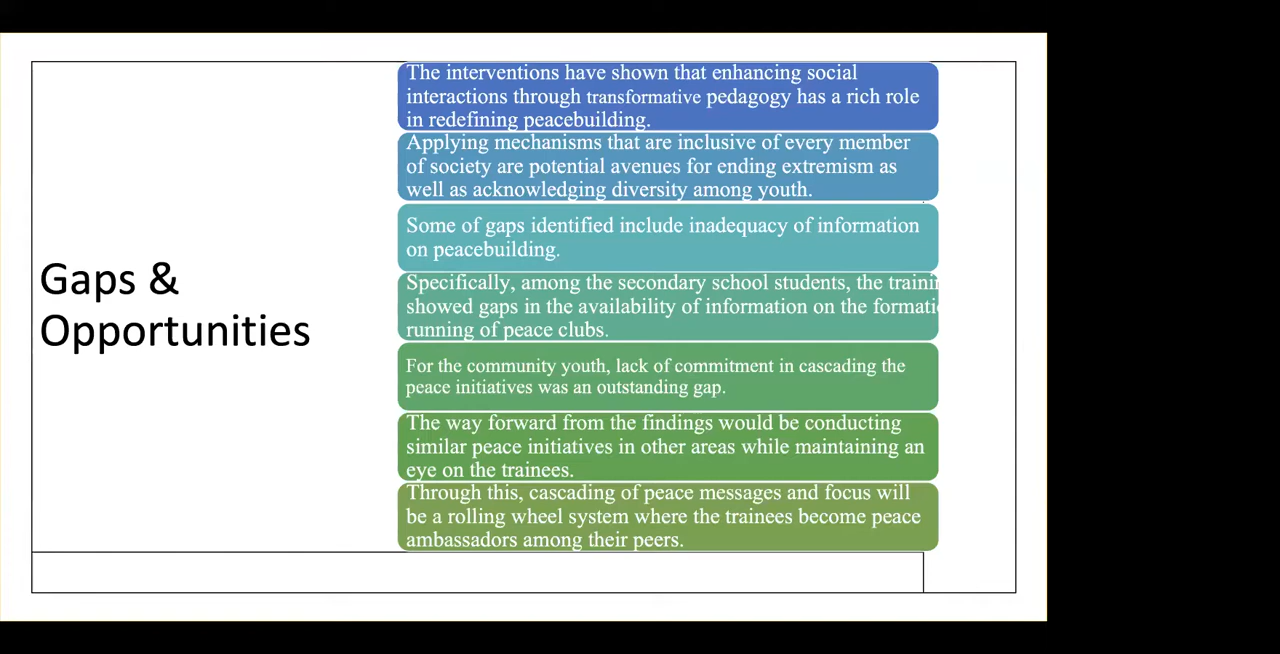 Gaps &
Opportunities
The interventions have shown that enhancing social
interactions through transformative pedagogy has a rich role
in redefining peacebuilding.
Applying mechanisms that are inclusive of every member
of society are potential avenues for ending extremism as
well as acknowledging diversity among youth.
Some of gaps identified include inadequacy of information
on peacebuilding.
Specifically, among the secondary school students, the
showed gaps in the availability of information on the
running of peace clubs.
For the community youth, lack of commitment in cascading the
peace initiatives was an outstanding gap.
The way forward from the findings would be conducting
similar peace initiatives in other areas while maintaining an
eye on the trainees.
Through this, cascading of peace messages and focus will
be a rolling wheel system where the trainees become peace
ambassadors among their peers.